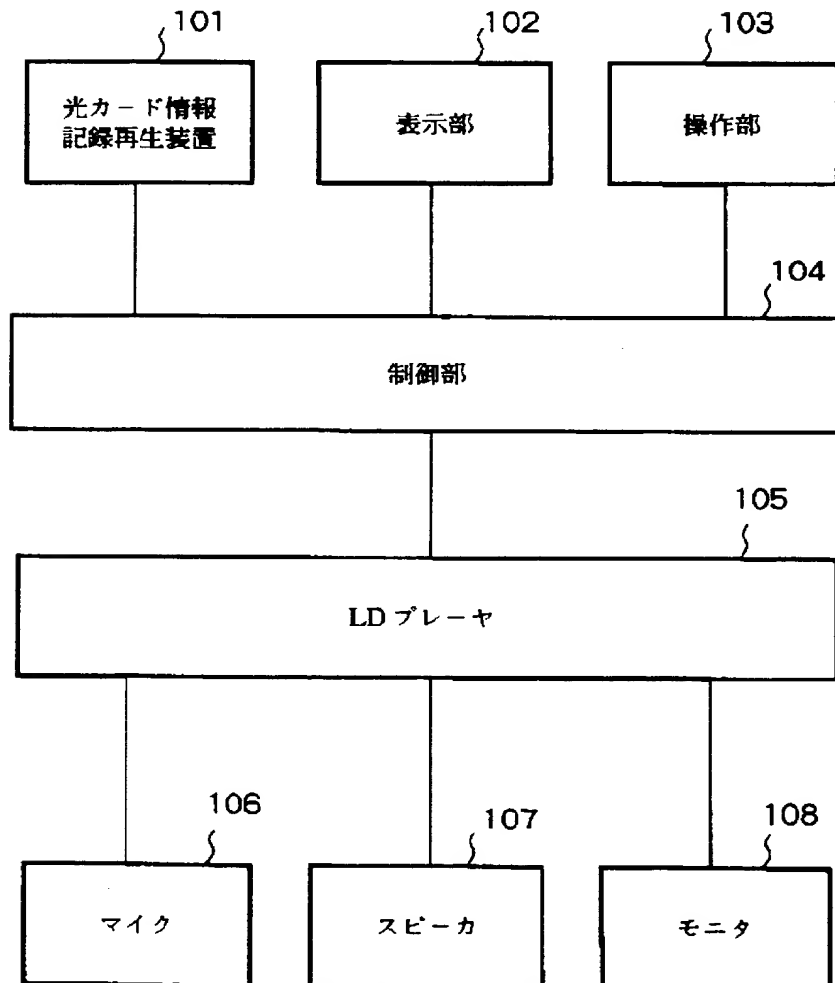 101
102
103
光カード情報
記録再生装置
表示部
操作部
104
制御部
105
LDプレーヤ
106
107
108
マイク
スピーカ
モニタ